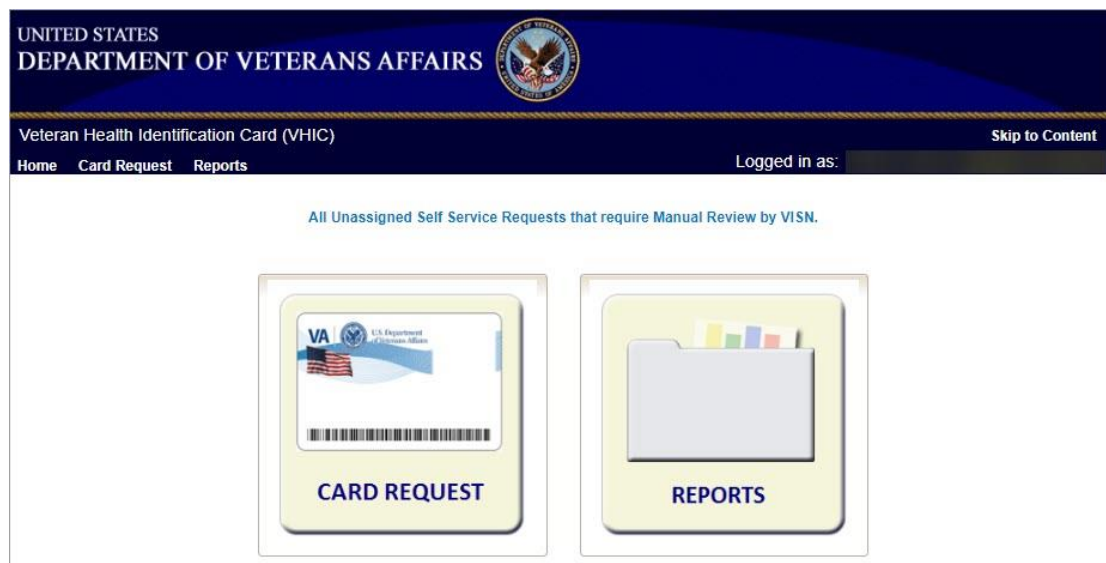 UNITED STATES
DEPARTMENT OF VETERANS AFFAIRS
Veteran Health Identification Card (VHIC)
Skip to Content
Home Card Request Reports
Logged in as:
All Unassigned Self Service Requests that require Manual Review by VISN.
VA
U.S. Department
of Veterans Affairs
CARD REQUEST
REPORTS